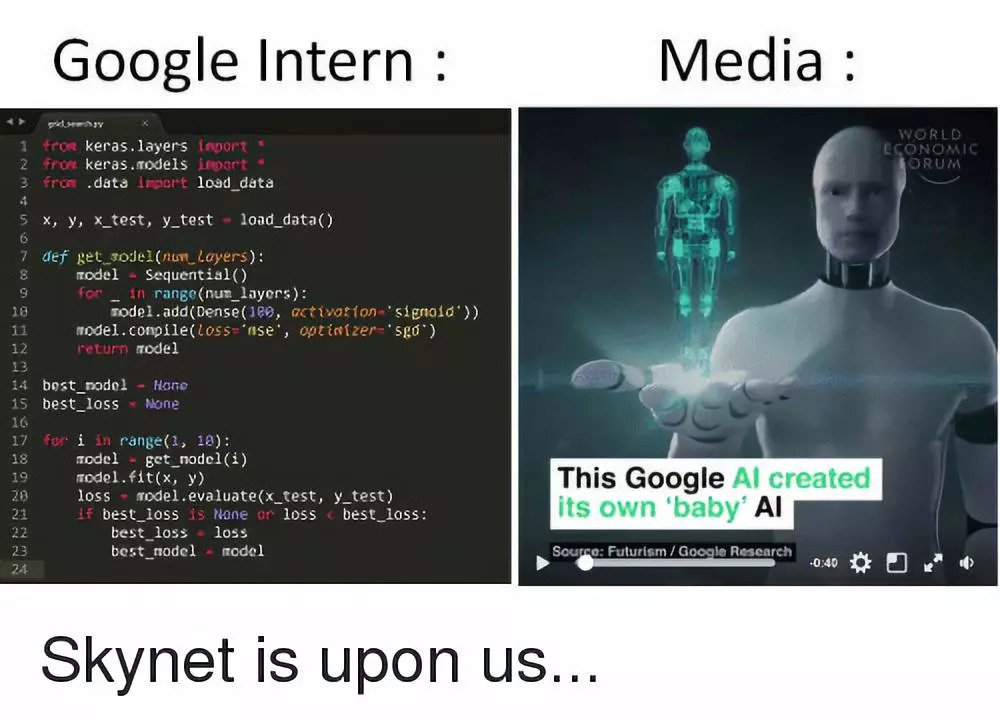 Google Intern :
Media :
grid_search.py
1 from keras.layers import *
2 from keras.models import *
3 from .data import load_data
4
5 x, y, x_test, y_test = load_data()
6
7 def get_model(num_layers):
8     model = Sequential()
9     for _ in range(num_layers):
10         model.add(Dense(100, activation='sigmoid'))
11     model.compile(loss='mse', optimizer='sgd')
12     return model
13
14 best_model = None
15 best_loss = None
16
17 for i in range(1, 10):
18     model = get_model(i)
19     model.fit(x, y)
20     loss = model.evaluate(x_test, y_test)
21     if best_loss is None or loss < best_loss:
22         best_loss = loss
23         best_model = model
24
WORLD
ECONOMIC
FORUM
This Google AI created
its own ‘baby’ AI
Source: Futurism / Google Research
-0:40
Skynet is upon us...